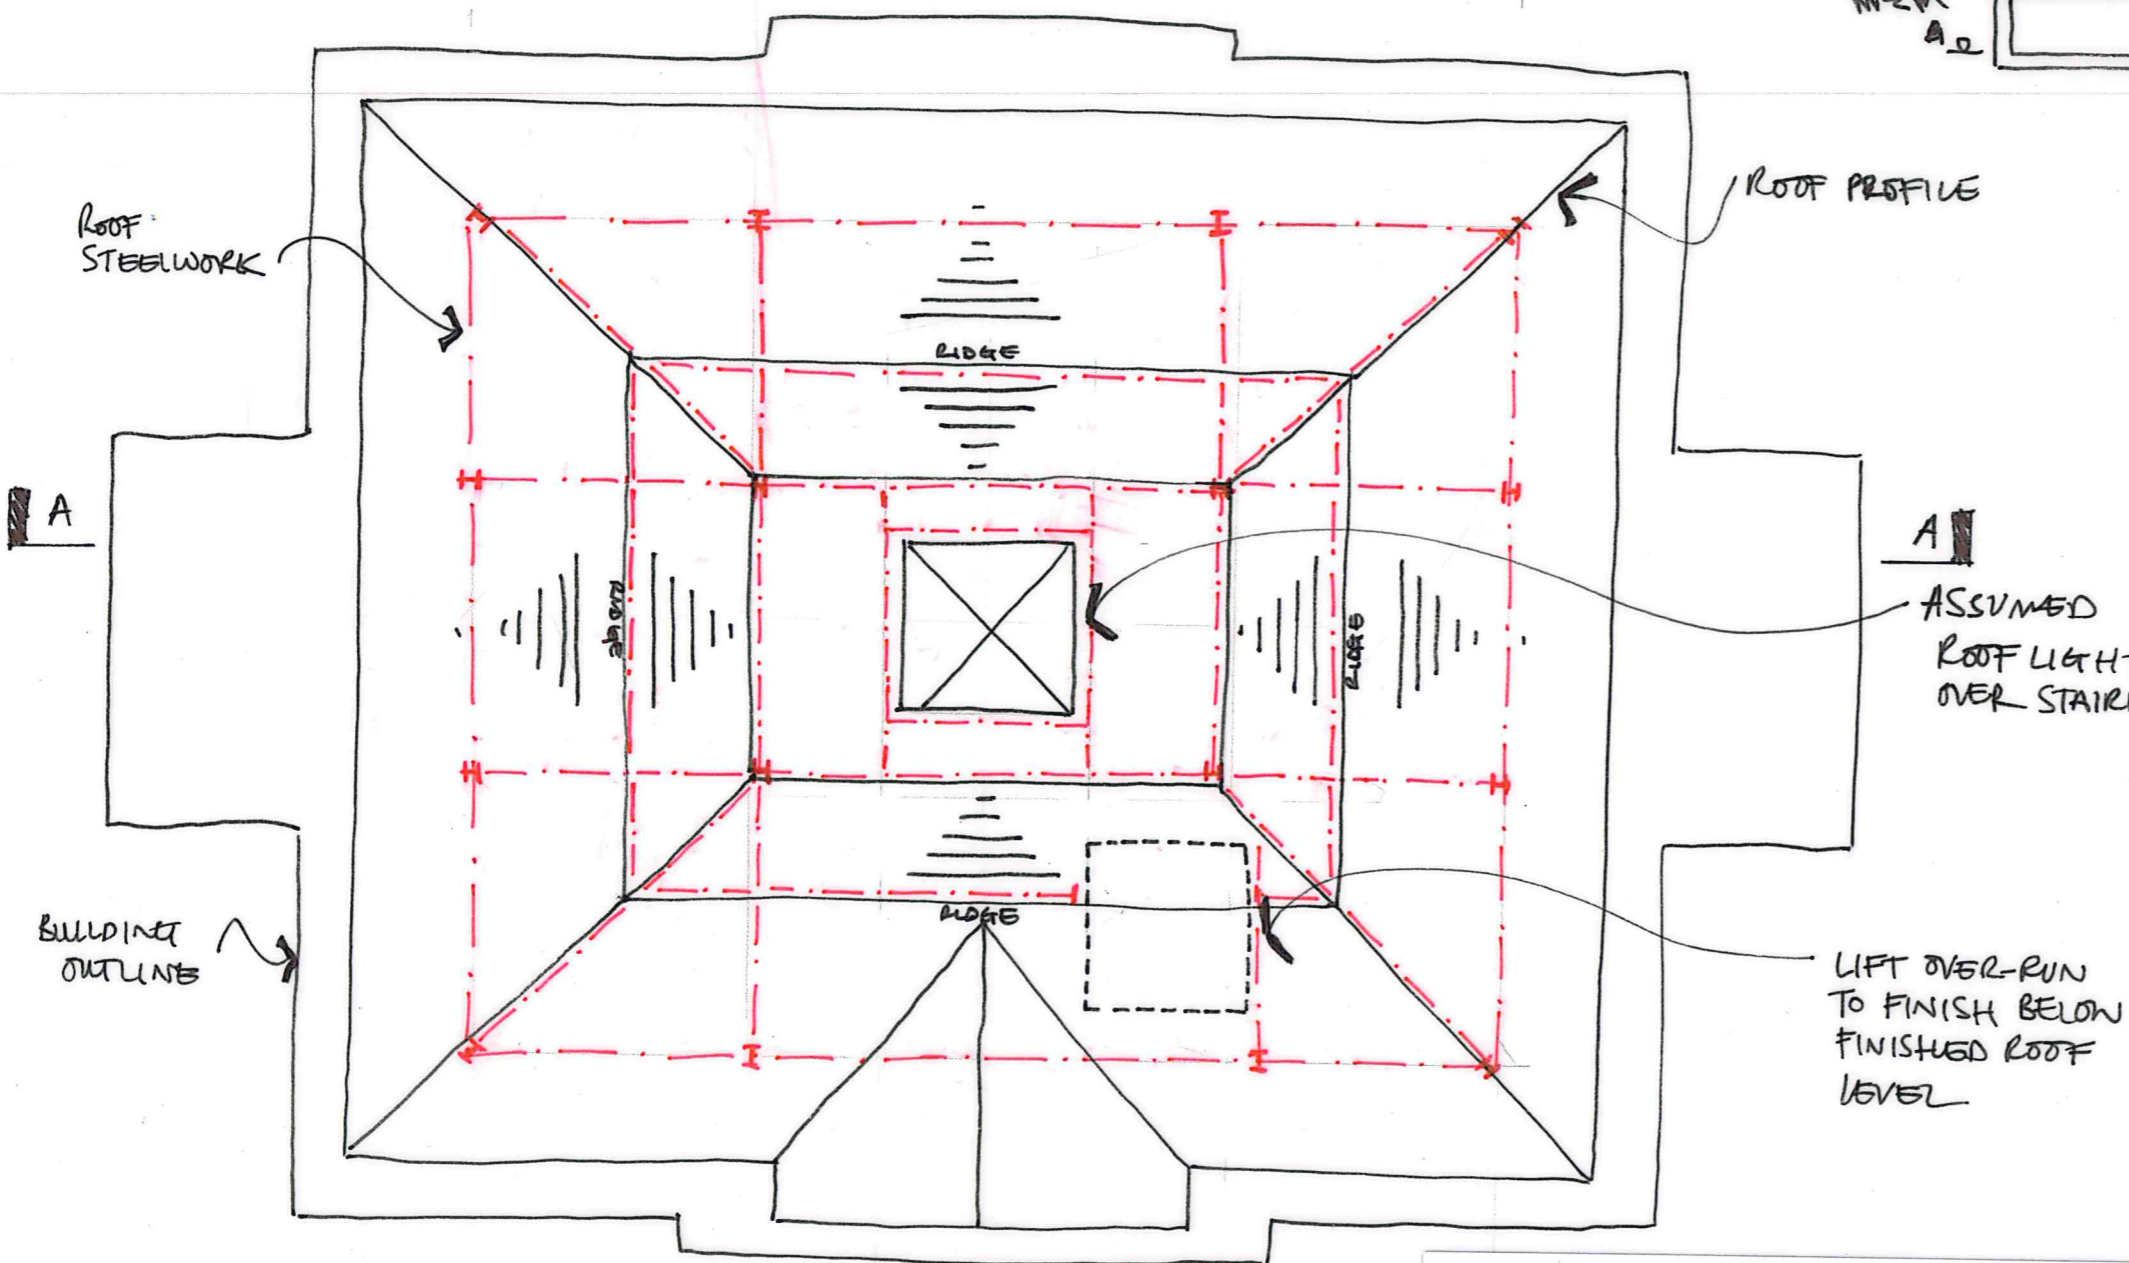 A
ROOF
STEELWORK
ROOF PROFILE
RIDGE
A
A
RIDGE
RIDGE
ASSUMED
ROOF LIGHT
OVER STAIR
RIDGE
BUILDING
OUTLINE
LIFT OVER-RUN
TO FINISH BELOW
FINISHED ROOF
LEVEL